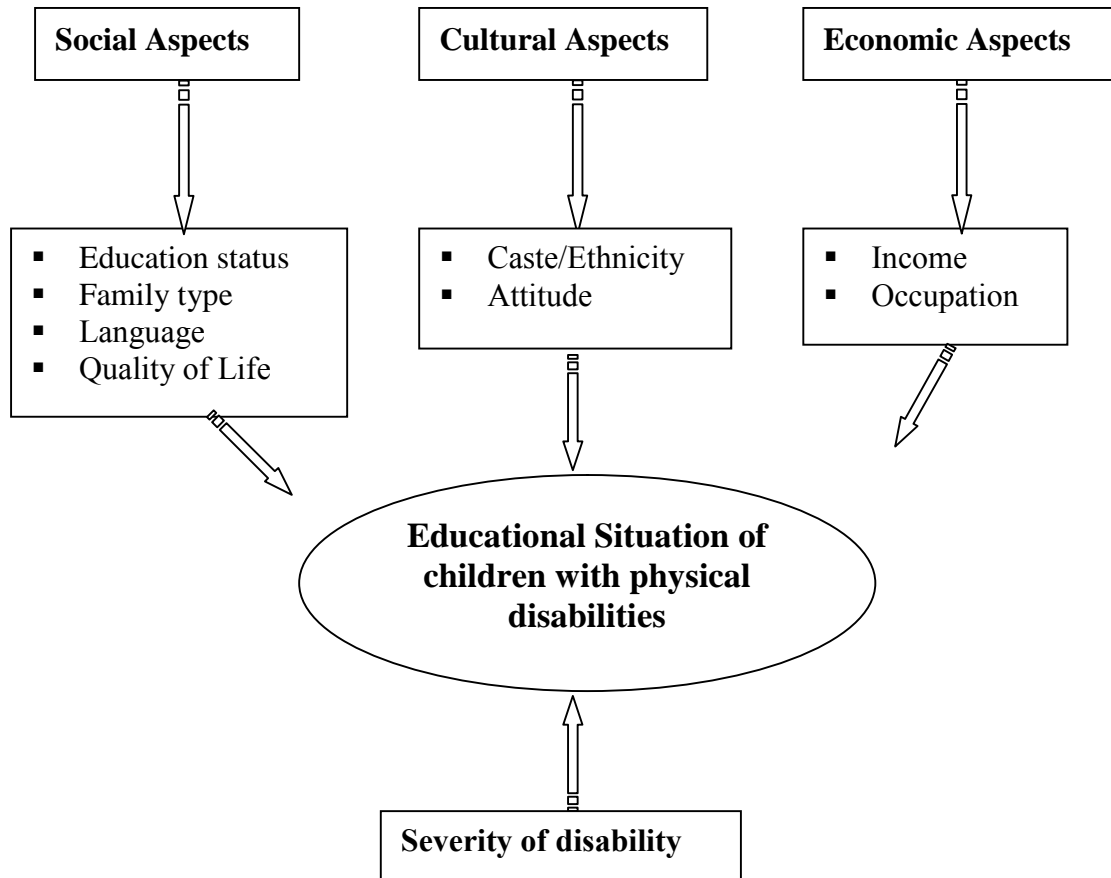 Social Aspects
Cultural Aspects
Economic Aspects
▪ Education status
▪ Family type
▪ Language
▪ Quality of Life
▪ Caste/Ethnicity
▪ Attitude
▪ Income
▪ Occupation
Educational Situation of
children with physical
disabilities
Severity of disability